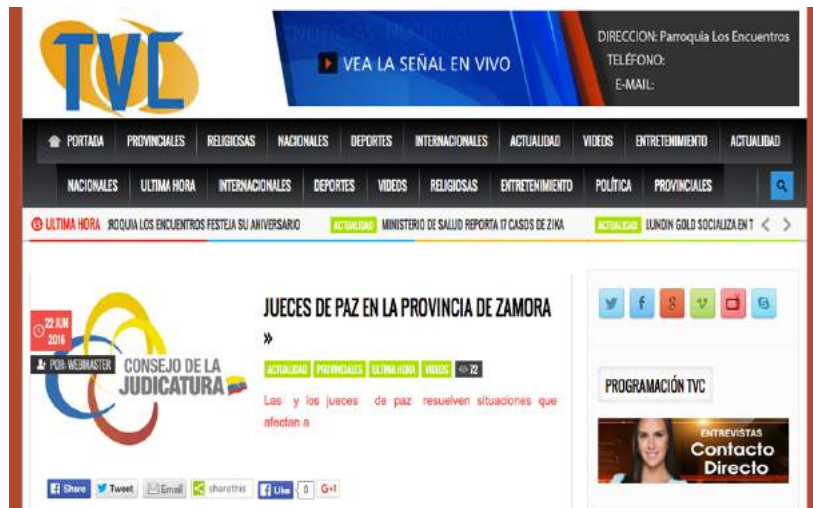 TVC
VEA LA SEÑAL EN VIVO
DIRECCION: Parroquia Los Encuentros
TELÉFONO:
E-MAIL:
PORTADA PROVINCIALES RELIGIOSAS NACIONALES DEPORTES INTERNACIONALES ACTUALIDAD VIDEOS ENTRETENIMIENTO ACTUALIDAD
NACIONALES ULTIMA HORA INTERNACIONALES DEPORTES VIDEOS RELIGIOSAS ENTRETENIMIENTO POLÍTICA PROVINCIALES
ULTIMA HORA ROQUIA LOS ENCUENTROS FESTEJA SU ANIVERSARIO ACTUALIDAD MINISTERIO DE SALUD REPORTA 17 CASOS DE ZIKA ACTUALIDAD LUNDIN GOLD SOCIALIZA EN T
22 JUN
2016
POR: WEBMASTER
CONSEJO DE LA
JUDICATURA
JUECES DE PAZ EN LA PROVINCIA DE ZAMORA
»
ACTUALIDAD PROVINCIALES ULTIMA HORA VIDEOS 72
Las y los jueces de paz resuelven situaciones que
afectan a
Share Tweet Email sharethis Like 0 G+1
PROGRAMACIÓN TVC
ENTREVISTAS
Contacto
Directo